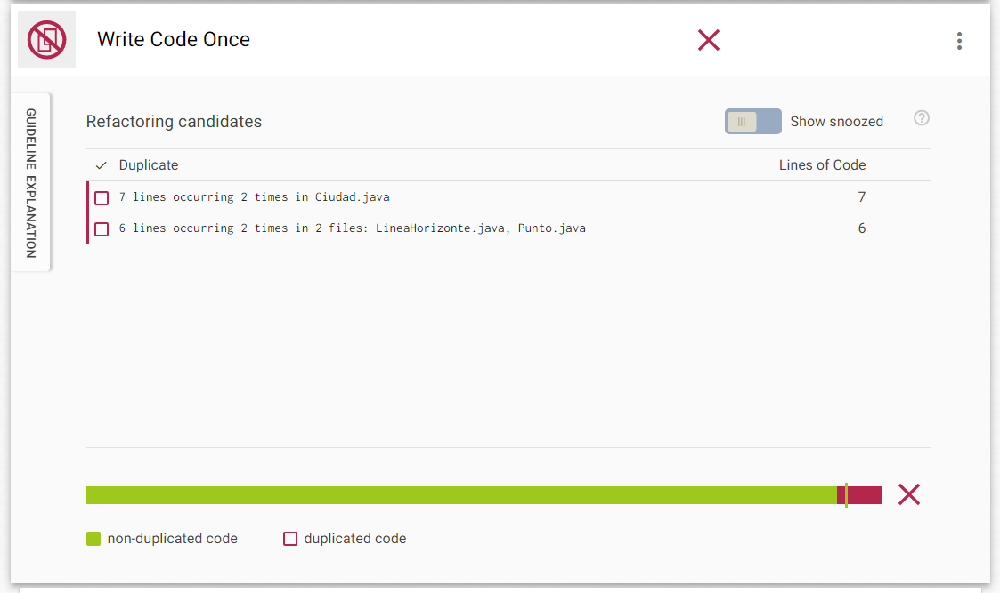 Write Code Once
GUIDELINE EXPLANATION
Refactoring candidates
Show snoozed
?
Duplicate
Lines of Code
7 lines occurring 2 times in Ciudad.java
7
6 lines occurring 2 times in 2 files: LineaHorizonte.java, Punto.java
6
non-duplicated code
duplicated code